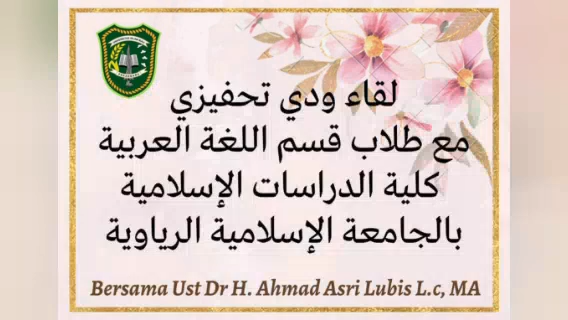 لقاء ودي تحفيزي
مع طلاب قسم اللغة العربية
كلية الدراسات الإسلامية
بالجامعة الإسلامية الرياوية
Bersama Ust Dr H. Ahmad Asri Lubis L.c, MA